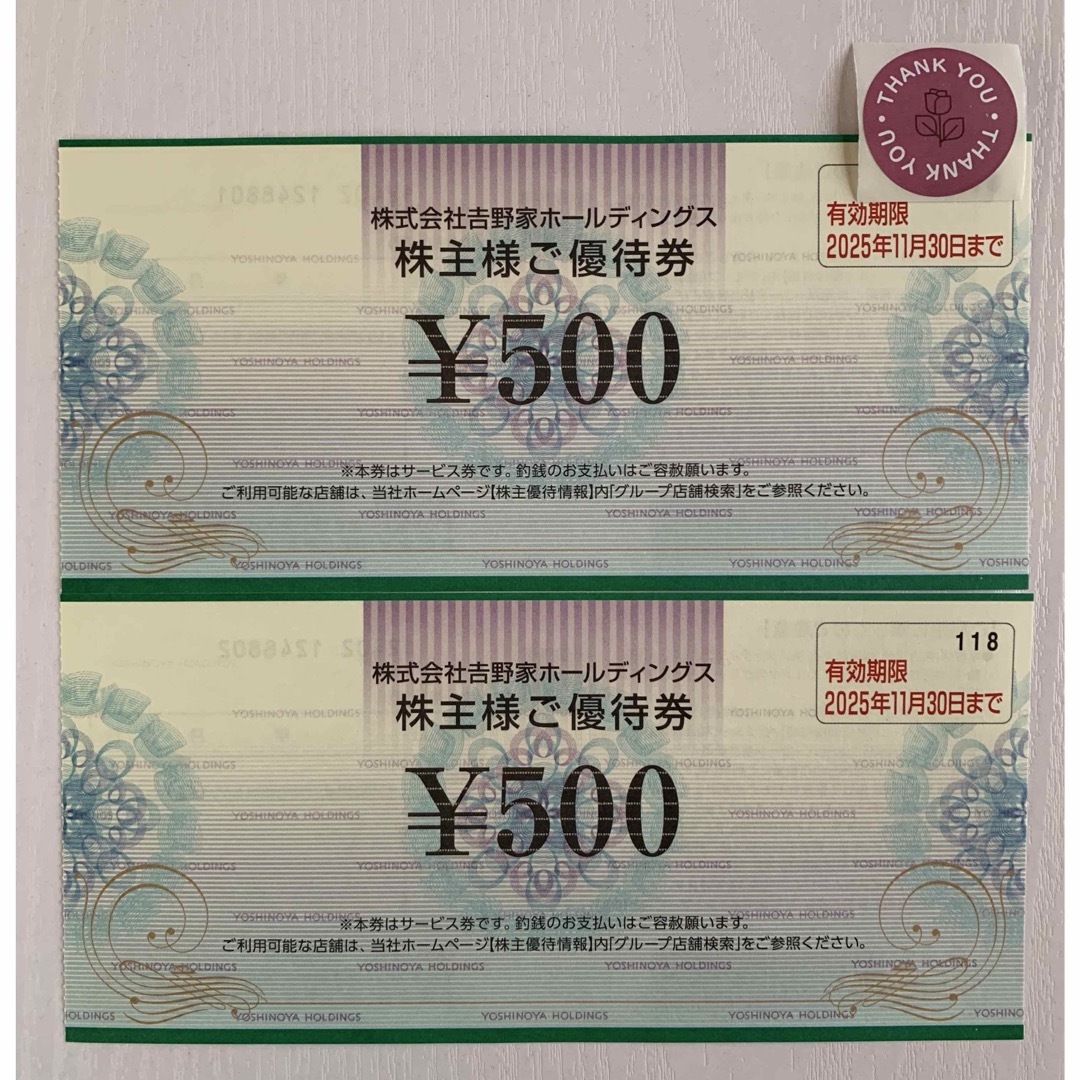 THANK YOU • THANK YOU •
株式会社吉野家ホールディングス
株主様ご優待券
有効期限
2025年11月30日まで
¥500
※本券はサービス券です。釣銭のお支払いはご容赦願います。
ご利用可能な店舗は、当社ホームページ【株主優待情報】内「グループ店舗検索」をご参照ください。
YOSHINOYA HOLDINGS
118
株式会社吉野家ホールディングス
株主様ご優待券
有効期限
2025年11月30日まで
¥500
※本券はサービス券です。釣銭のお支払いはご容赦願います。
ご利用可能な店舗は、当社ホームページ【株主優待情報】内「グループ店舗検索」をご参照ください。
YOSHINOYA HOLDINGS